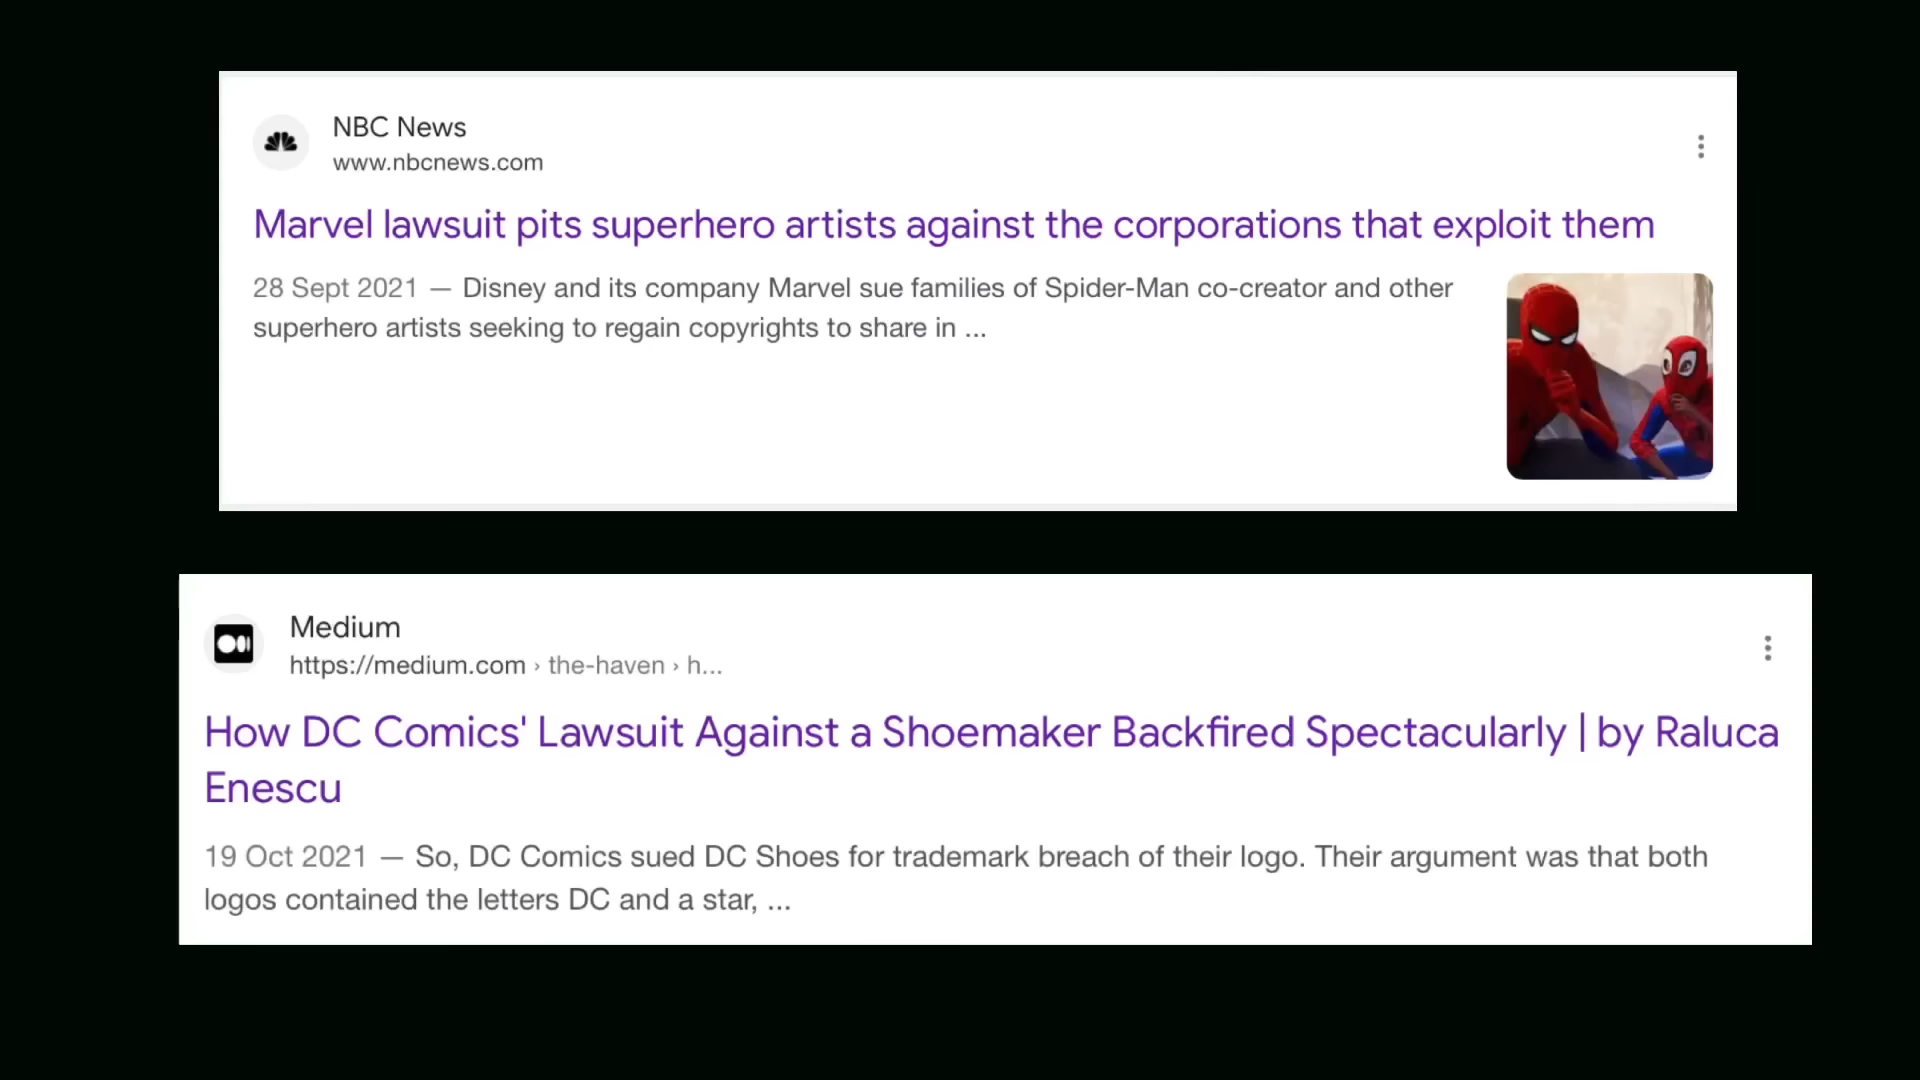 NBC News
www.nbcnews.com
Marvel lawsuit pits superhero artists against the corporations that exploit them
28 Sept 2021 — Disney and its company Marvel sue families of Spider-Man co-creator and other
superhero artists seeking to regain copyrights to share in ...
Medium
https://medium.com › the-haven › h...
How DC Comics' Lawsuit Against a Shoemaker Backfired Spectacularly | by Raluca
Enescu
19 Oct 2021 — So, DC Comics sued DC Shoes for trademark breach of their logo. Their argument was that both
logos contained the letters DC and a star, ...